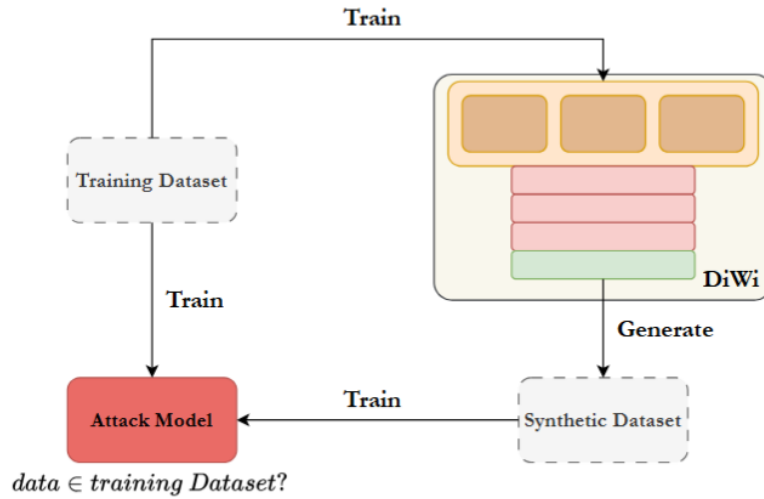 Train
Training Dataset
DiWi
Train
Generate
Attack Model
Train
Synthetic Dataset
data ∈ training Dataset?